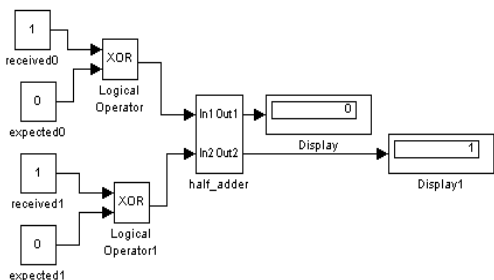 1
received0
XOR
0
expected0
Logical
Operator
In1 Out1
0
Display
In2 Out2
1
Display1
half_adder
1
received1
XOR
0
expected1
Logical
Operator1